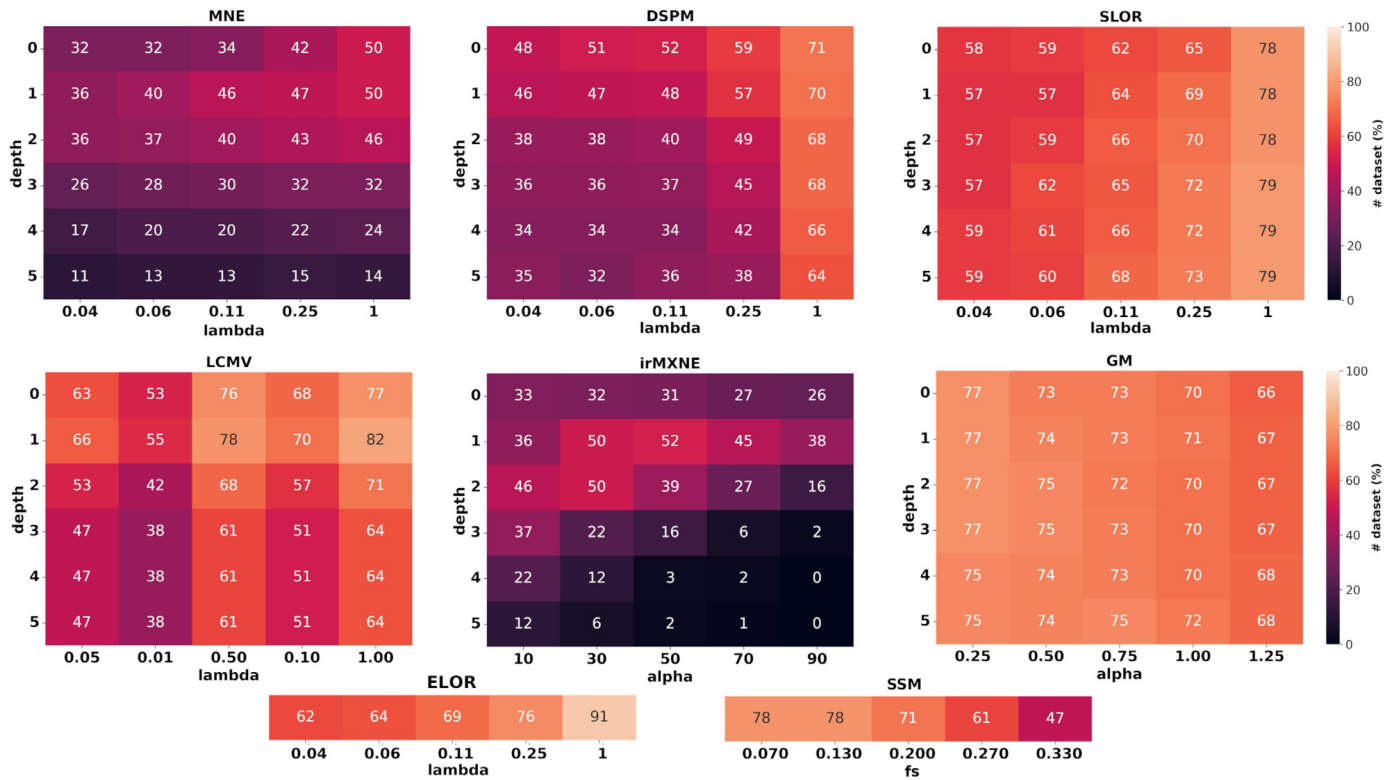 MNE
depth
0 32 32 34 42 50
1 36 40 46 47 50
2 36 37 40 43 46
3 26 28 30 32 32
4 17 20 20 22 24
5 11 13 13 15 14
0.04 0.06 0.11 0.25 1
lambda
DSPM
depth
0 48 51 52 59 71
1 46 47 48 57 70
2 38 38 40 49 68
3 36 36 37 45 68
4 34 34 34 42 66
5 35 32 36 38 64
0.04 0.06 0.11 0.25 1
lambda
SLOR
depth
0 58 59 62 65 78
1 57 57 64 69 78
2 57 59 66 70 78
3 57 62 65 72 79
4 59 61 66 72 79
5 59 60 68 73 79
0.04 0.06 0.11 0.25 1
lambda
100
80
60
40
20
0
# dataset (%)
LCMV
depth
0 63 53 76 68 77
1 66 55 78 70 82
2 53 42 68 57 71
3 47 38 61 51 64
4 47 38 61 51 64
5 47 38 61 51 64
0.05 0.01 0.50 0.10 1.00
lambda
irMXNE
depth
0 33 32 31 27 26
1 36 50 52 45 38
2 46 50 39 27 16
3 37 22 16 6 2
4 22 12 3 2 0
5 12 6 2 1 0
10 30 50 70 90
alpha
GM
depth
0 77 73 73 70 66
1 77 74 73 71 67
2 77 75 72 70 67
3 77 75 73 70 67
4 75 74 73 70 68
5 75 74 75 72 68
0.25 0.50 0.75 1.00 1.25
alpha
100
80
60
40
20
0
# dataset (%)
ELOR
62 64 69 76 91
0.04 0.06 0.11 0.25 1
lambda
SSM
78 78 71 61 47
0.070 0.130 0.200 0.270 0.330
fs